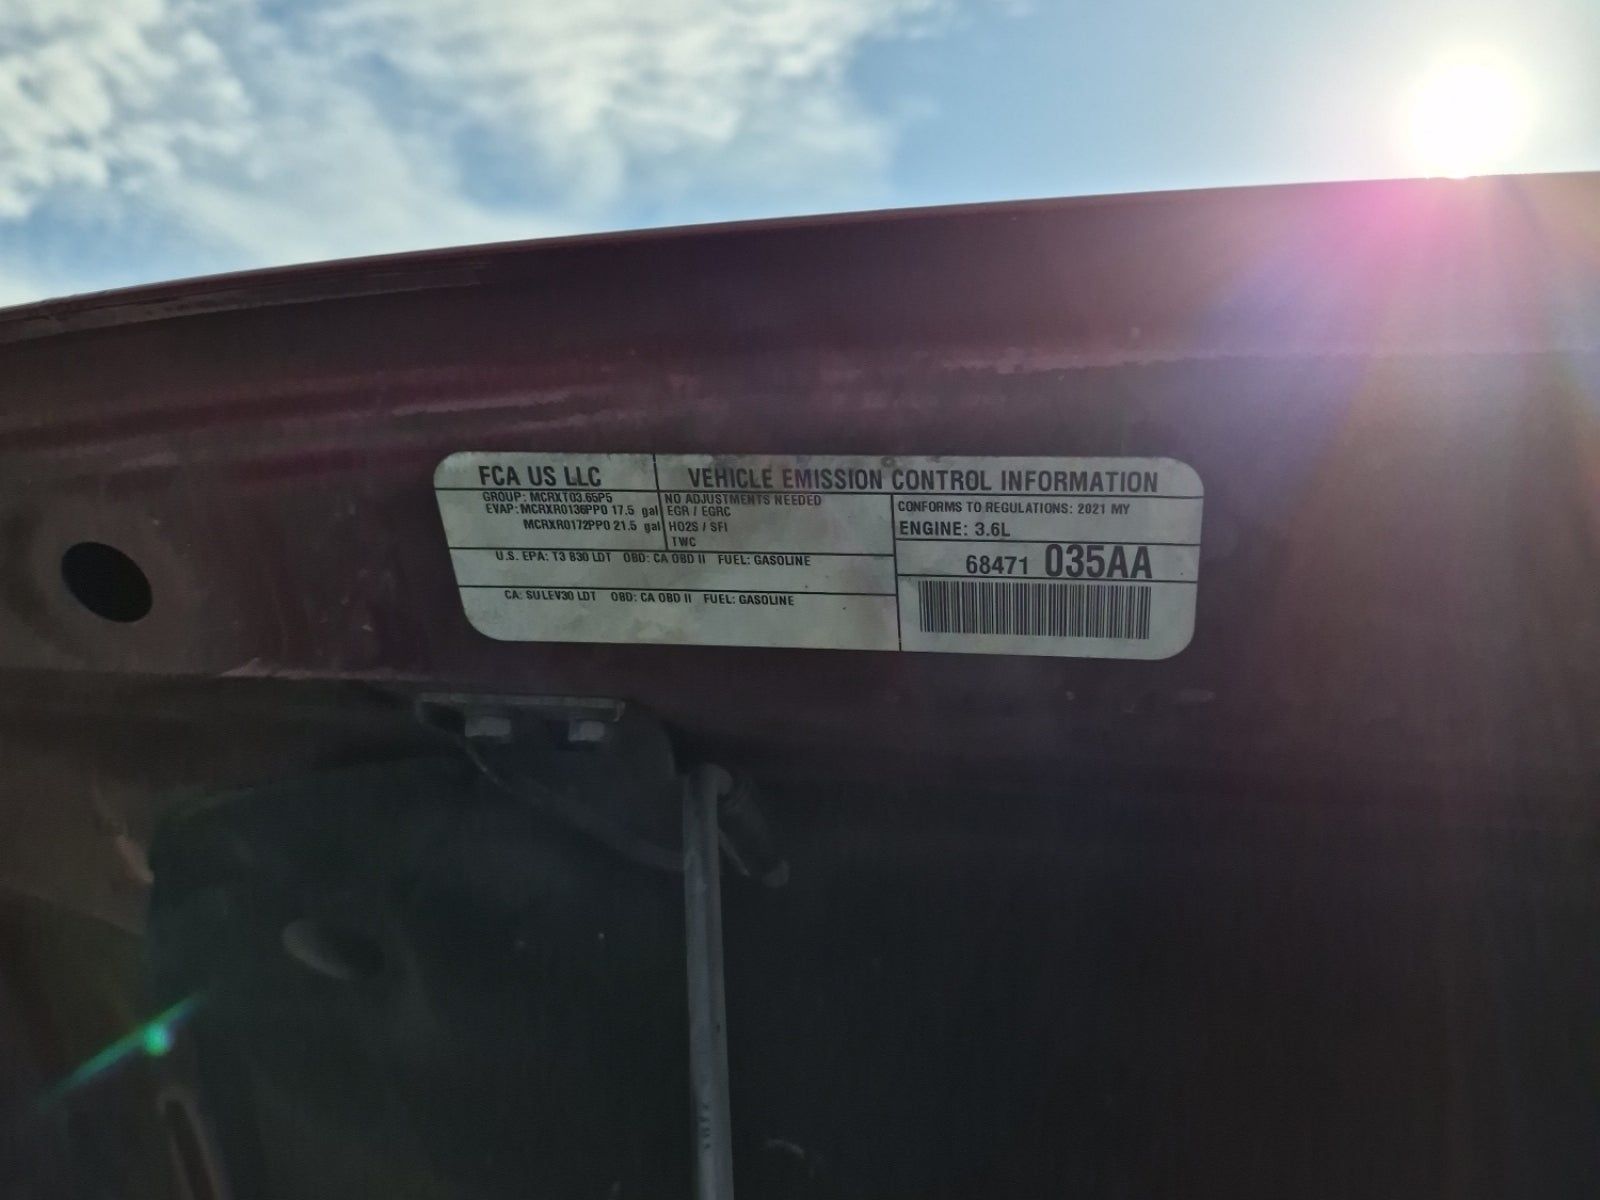 FCA US LLC
VEHICLE EMISSION CONTROL INFORMATION
GROUP: MCRXT03.65P5
EVAP: MCRXR0136PP0 17.5 gal
MCRXR0172PP0 21.5 gal
NO ADJUSTMENTS NEEDED
EGR / EGRC
HO2S / SFI
TWC
CONFORMS TO REGULATIONS: 2021 MY
ENGINE: 3.6L
68471 035AA
U.S. EPA: T3 B30 LDT OBD: CA OBD II FUEL: GASOLINE
CA: SULEV30 LDT OBD: CA OBD II FUEL: GASOLINE